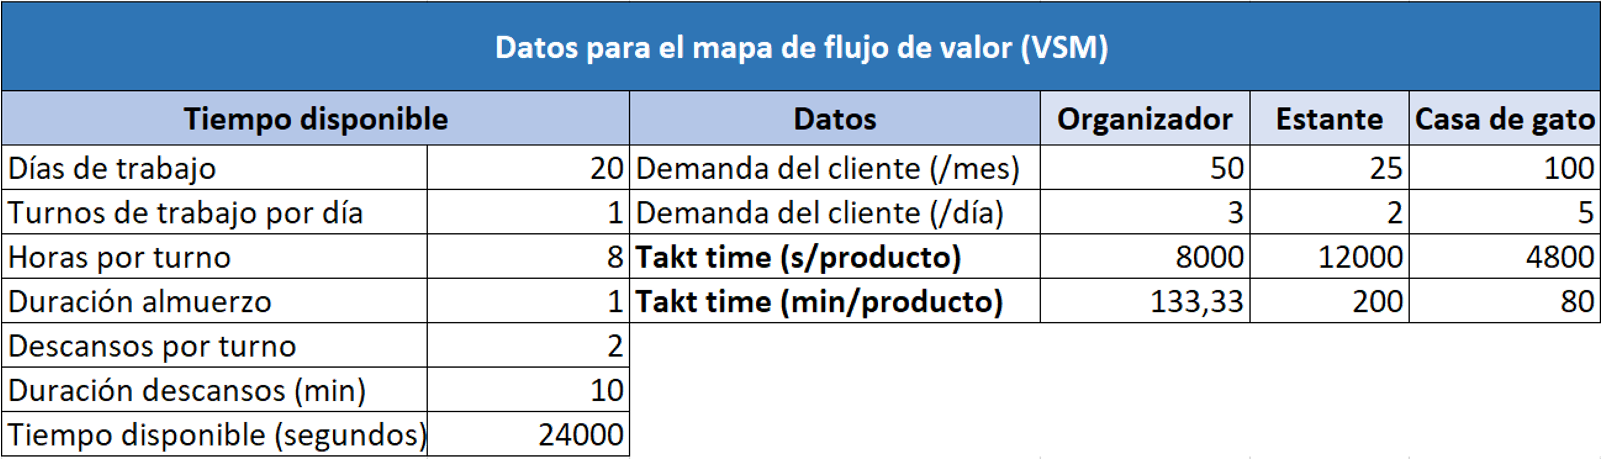 Datos para el mapa de flujo de valor (VSM)
Tiempo disponible Datos Organizador Estante Casa de gato
Días de trabajo 20 Demanda del cliente (/mes) 50 25 100
Turnos de trabajo por día 1 Demanda del cliente (/día) 3 2 5
Horas por turno 8 Takt time (s/producto) 8000 12000 4800
Duración almuerzo 1 Takt time (min/producto) 133,33 200 80
Descansos por turno 2
Duración descansos (min) 10
Tiempo disponible (segundos) 24000